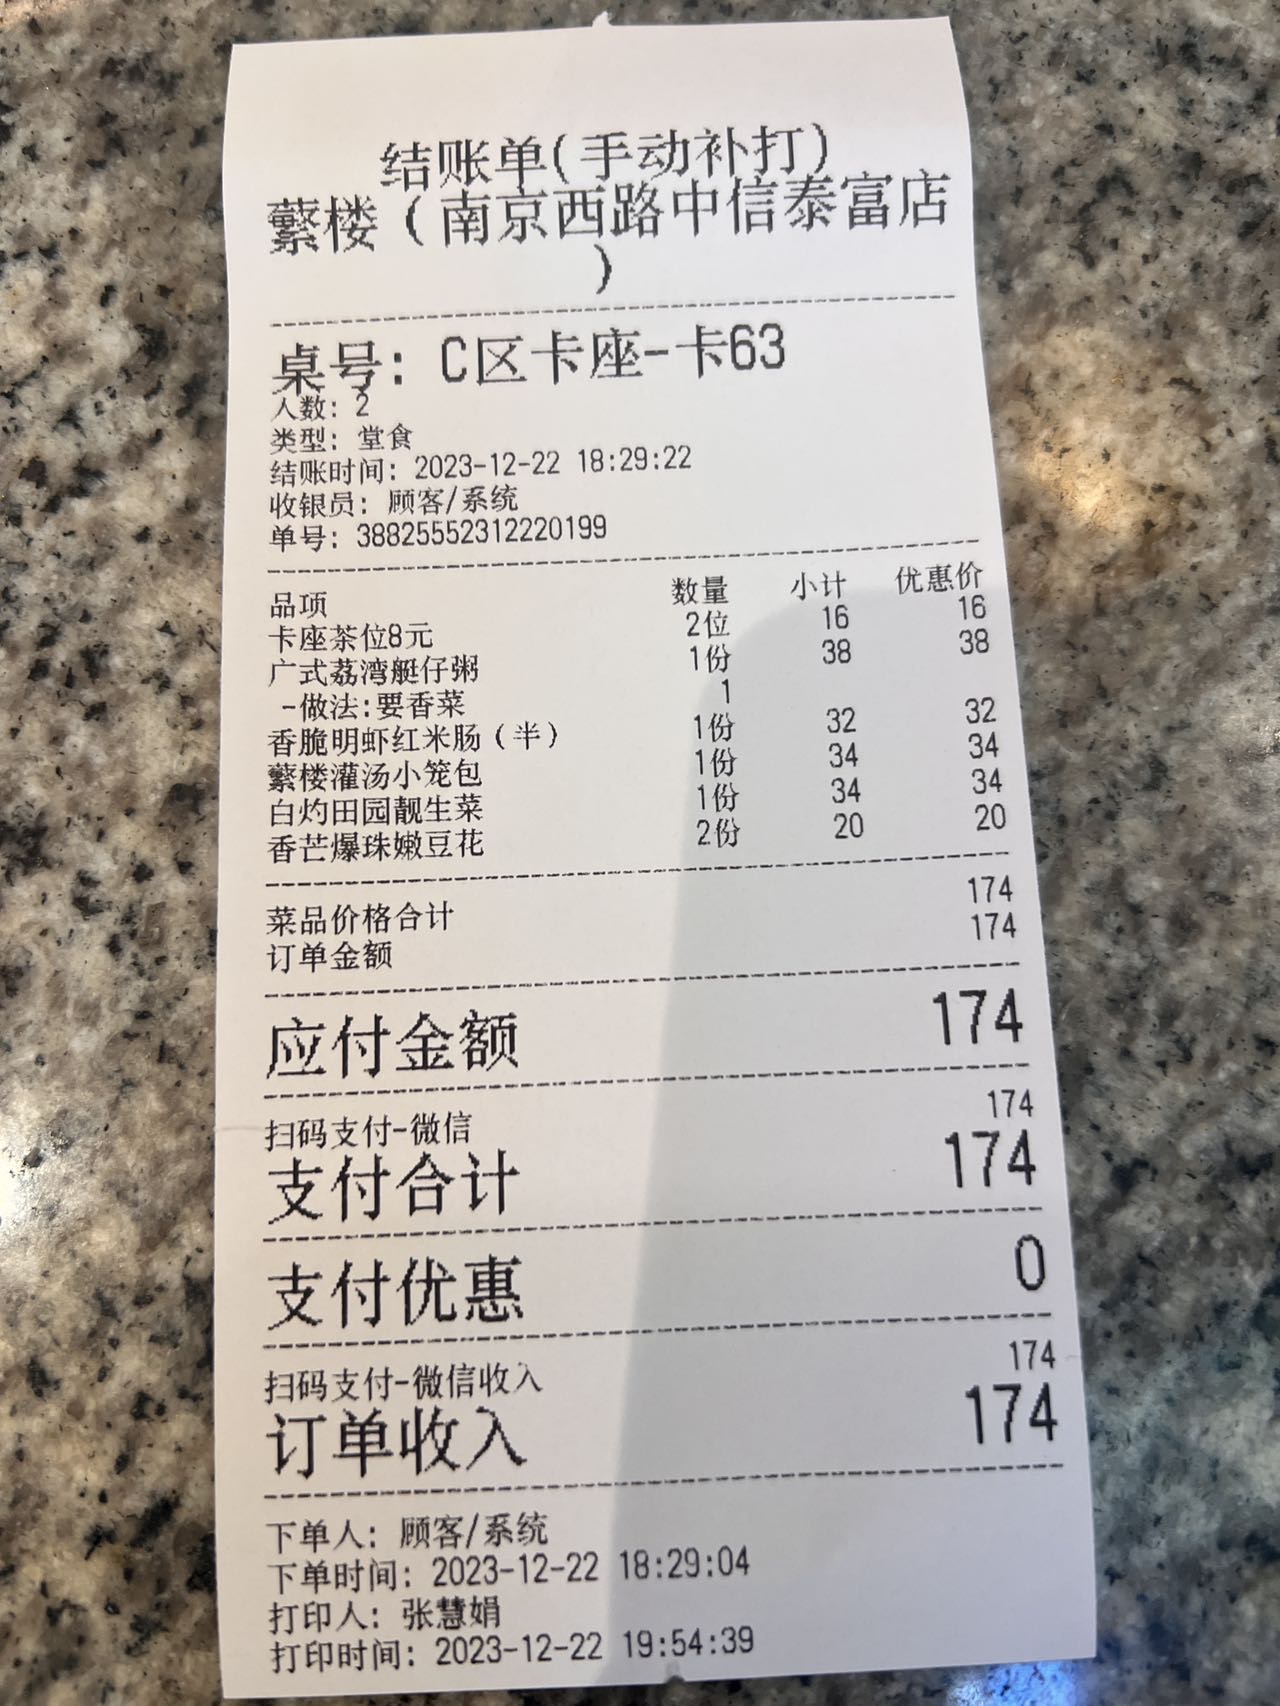 结账单(手动补打)
蘩楼（南京西路中信泰富店
）
桌号: C区卡座-卡63
人数: 2
类型: 堂食
结账时间: 2023-12-22 18:29:22
收银员: 顾客/系统
单号: 38825552312220199
品项 数量 小计 优惠价
卡座茶位8元 2位 16 16
广式荔湾艇仔粥 1份 38 38
-做法:要香菜 1
香脆明虾红米肠（半） 1份 32 32
蘩楼灌汤小笼包 1份 34 34
白灼田园靓生菜 1份 34 34
香芒爆珠嫩豆花 2份 20 20
菜品价格合计 174
订单金额 174
应付金额 174
扫码支付-微信 174
支付合计 174
支付优惠 0
扫码支付-微信收入 174
订单收入 174
下单人: 顾客/系统
下单时间: 2023-12-22 18:29:04
打印人: 张慧娟
打印时间: 2023-12-22 19:54:39